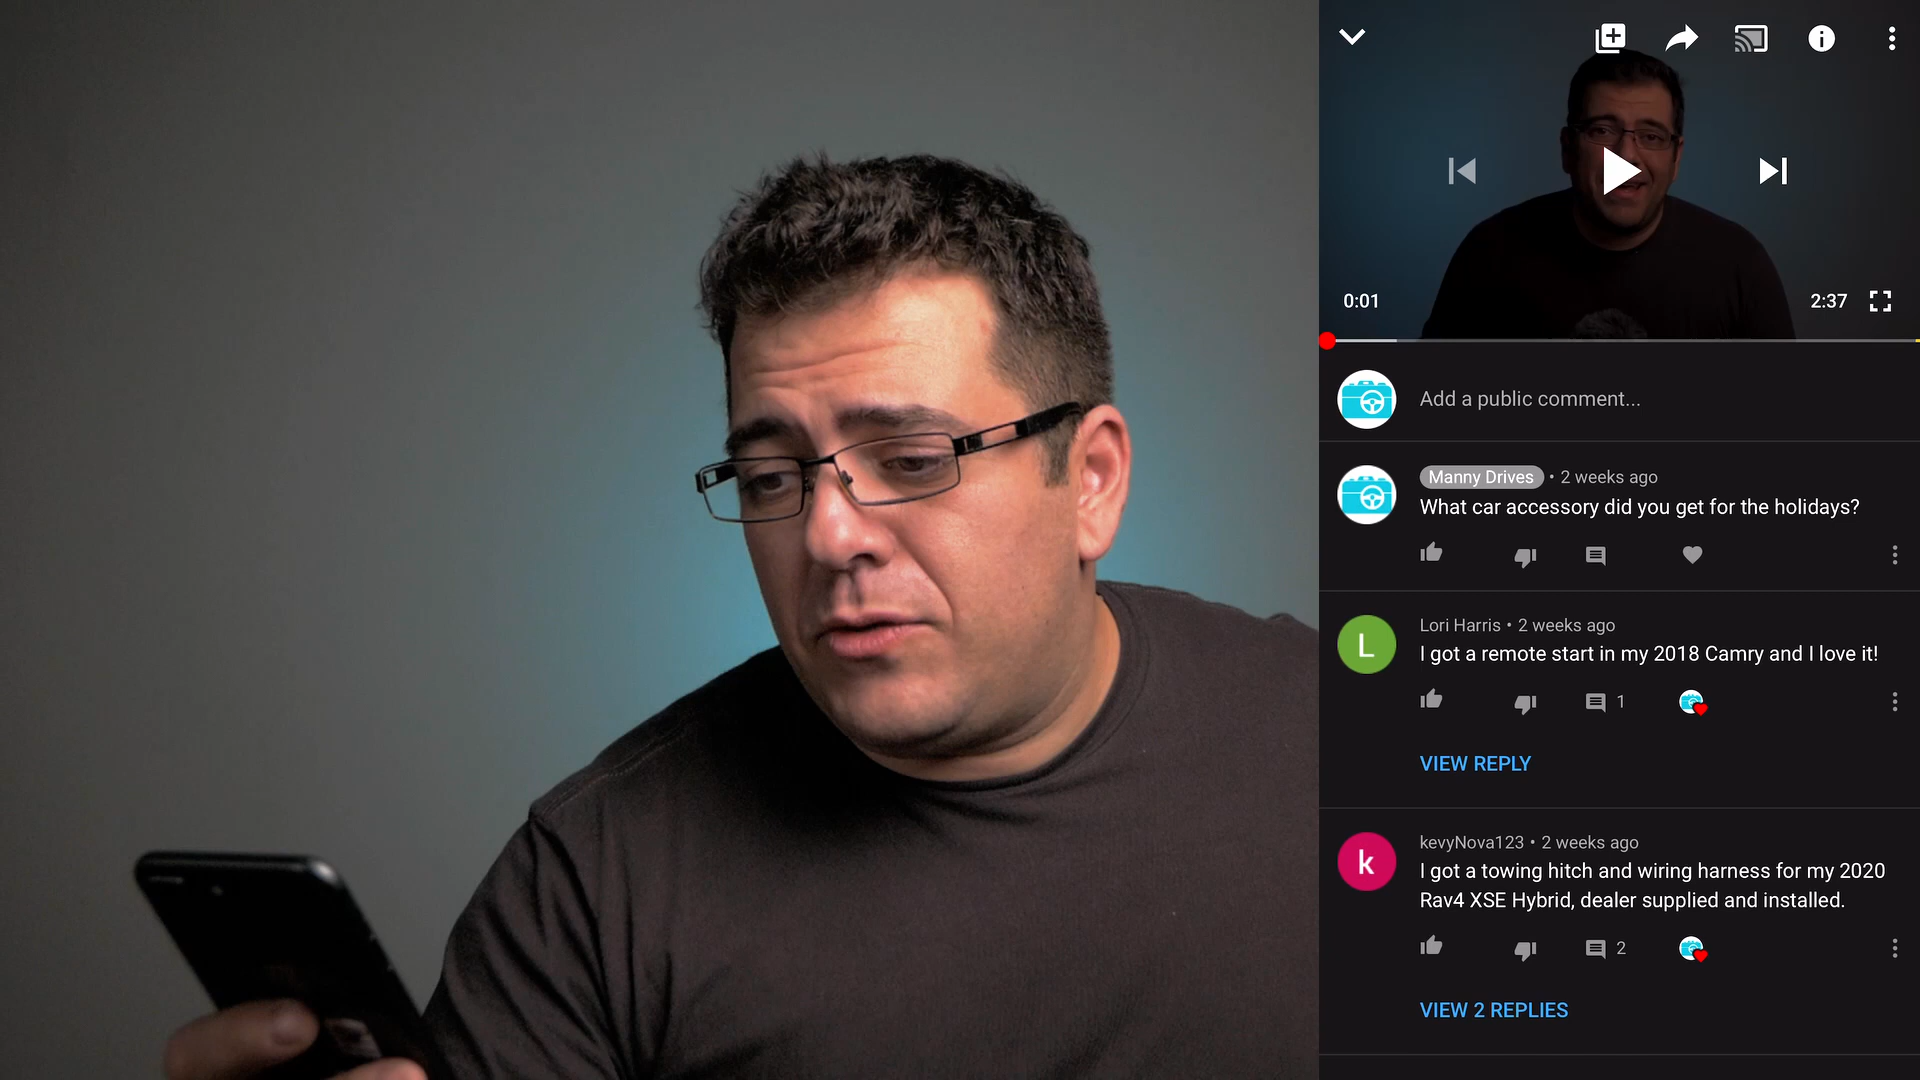 0:01
2:37
Add a public comment...
Manny Drives • 2 weeks ago
What car accessory did you get for the holidays?
L
Lori Harris • 2 weeks ago
I got a remote start in my 2018 Camry and I love it!
1
VIEW REPLY
k
kevyNova123 • 2 weeks ago
I got a towing hitch and wiring harness for my 2020
Rav4 XSE Hybrid, dealer supplied and installed.
2
VIEW 2 REPLIES